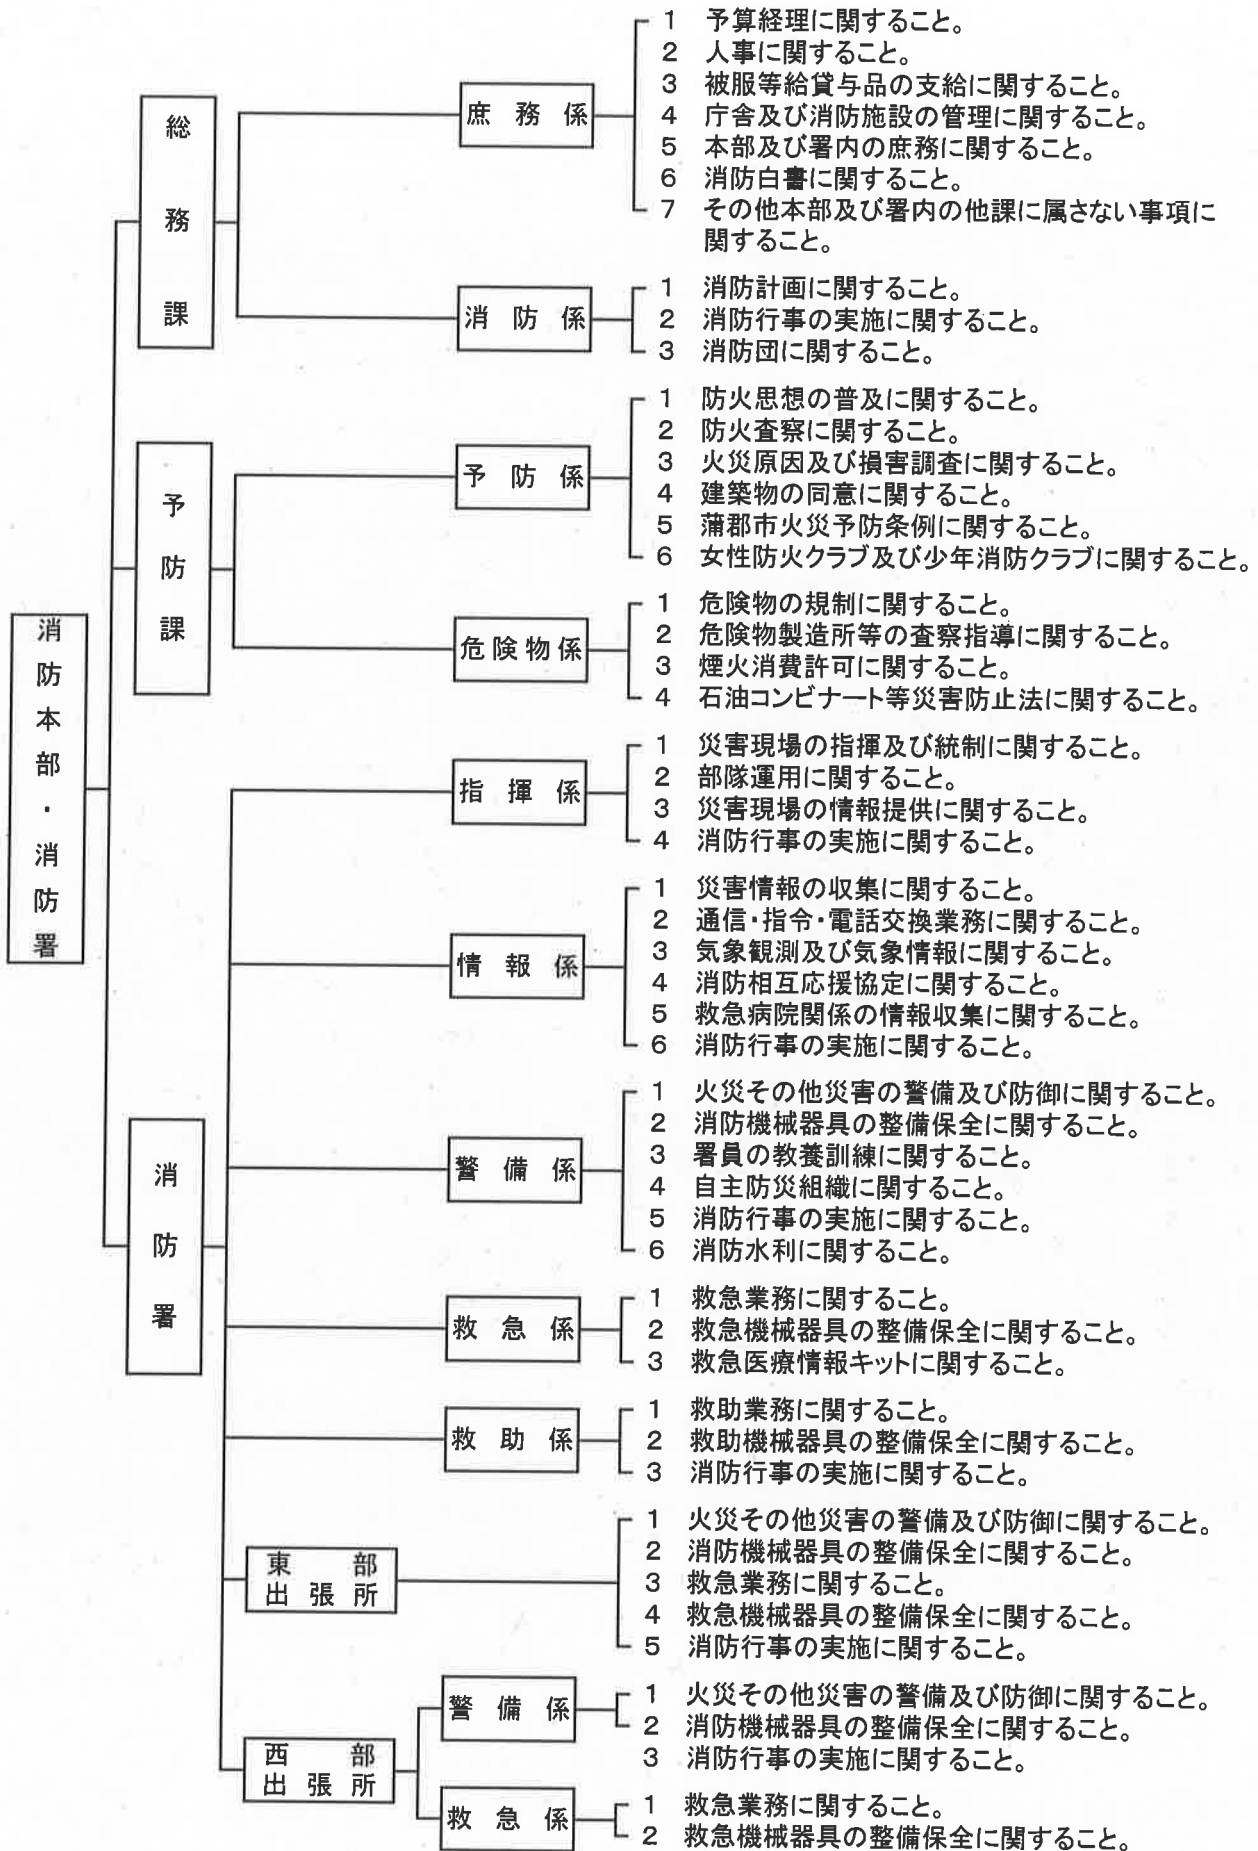 消防本部・消防署
総務課
庶務係
1 予算経理に関すること。
2 人事に関すること。
3 被服等給貸与品の支給に関すること。
4 庁舎及び消防施設の管理に関すること。
5 本部及び署内の庶務に関すること。
6 消防白書に関すること。
7 その他本部及び署内の他課に属さない事項に
関すること。
消防係
1 消防計画に関すること。
2 消防行事の実施に関すること。
3 消防団に関すること。
予防課
予防係
1 防火思想の普及に関すること。
2 防火査察に関すること。
3 火災原因及び損害調査に関すること。
4 建築物の同意に関すること。
5 蒲郡市火災予防条例に関すること。
6 女性防火クラブ及び少年消防クラブに関すること。
危険物係
1 危険物の規制に関すること。
2 危険物製造所等の査察指導に関すること。
3 煙火消費許可に関すること。
4 石油コンビナート等災害防止法に関すること。
消防署
指揮係
1 災害現場の指揮及び統制に関すること。
2 部隊運用に関すること。
3 災害現場の情報提供に関すること。
4 消防行事の実施に関すること。
情報係
1 災害情報の収集に関すること。
2 通信・指令・電話交換業務に関すること。
3 気象観測及び気象情報に関すること。
4 消防相互応援協定に関すること。
5 救急病院関係の情報収集に関すること。
6 消防行事の実施に関すること。
警備係
1 火災その他災害の警備及び防御に関すること。
2 消防機械器具の整備保全に関すること。
3 署員の教養訓練に関すること。
4 自主防災組織に関すること。
5 消防行事の実施に関すること。
6 消防水利に関すること。
救急係
1 救急業務に関すること。
2 救急機械器具の整備保全に関すること。
3 救急医療情報キットに関すること。
救助係
1 救助業務に関すること。
2 救助機械器具の整備保全に関すること。
3 消防行事の実施に関すること。
東部
出張所
1 火災その他災害の警備及び防御に関すること。
2 消防機械器具の整備保全に関すること。
3 救急業務に関すること。
4 救急機械器具の整備保全に関すること。
5 消防行事の実施に関すること。
西部
出張所
警備係
1 火災その他災害の警備及び防御に関すること。
2 消防機械器具の整備保全に関すること。
3 消防行事の実施に関すること。
救急係
1 救急業務に関すること。
2 救急機械器具の整備保全に関すること。